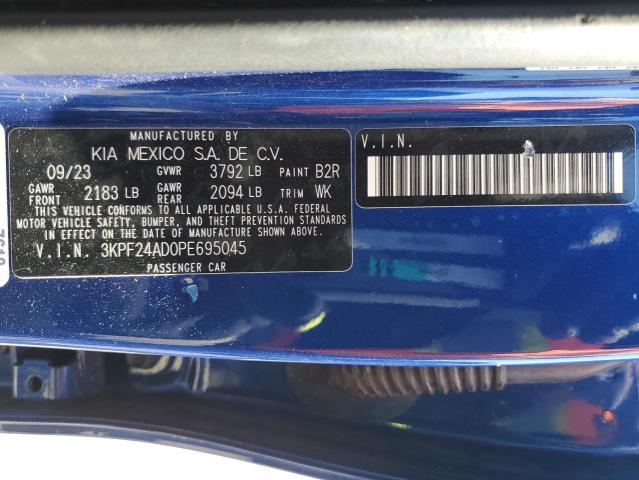 MANUFACTURED BY
KIA MEXICO S.A. DE C.V.
09/23 GVWR 3792 LB PAINT B2R
GAWR FRONT 2183 LB GAWR REAR 2094 LB TRIM WK
THIS VEHICLE CONFORMS TO ALL APPLICABLE U.S.A. FEDERAL
MOTOR VEHICLE SAFETY, BUMPER, AND THEFT PREVENTION STANDARDS
IN EFFECT ON THE DATE OF MANUFACTURE SHOWN ABOVE.
V.I.N. 3KPF24AD0PE695045
PASSENGER CAR
V.I.N.